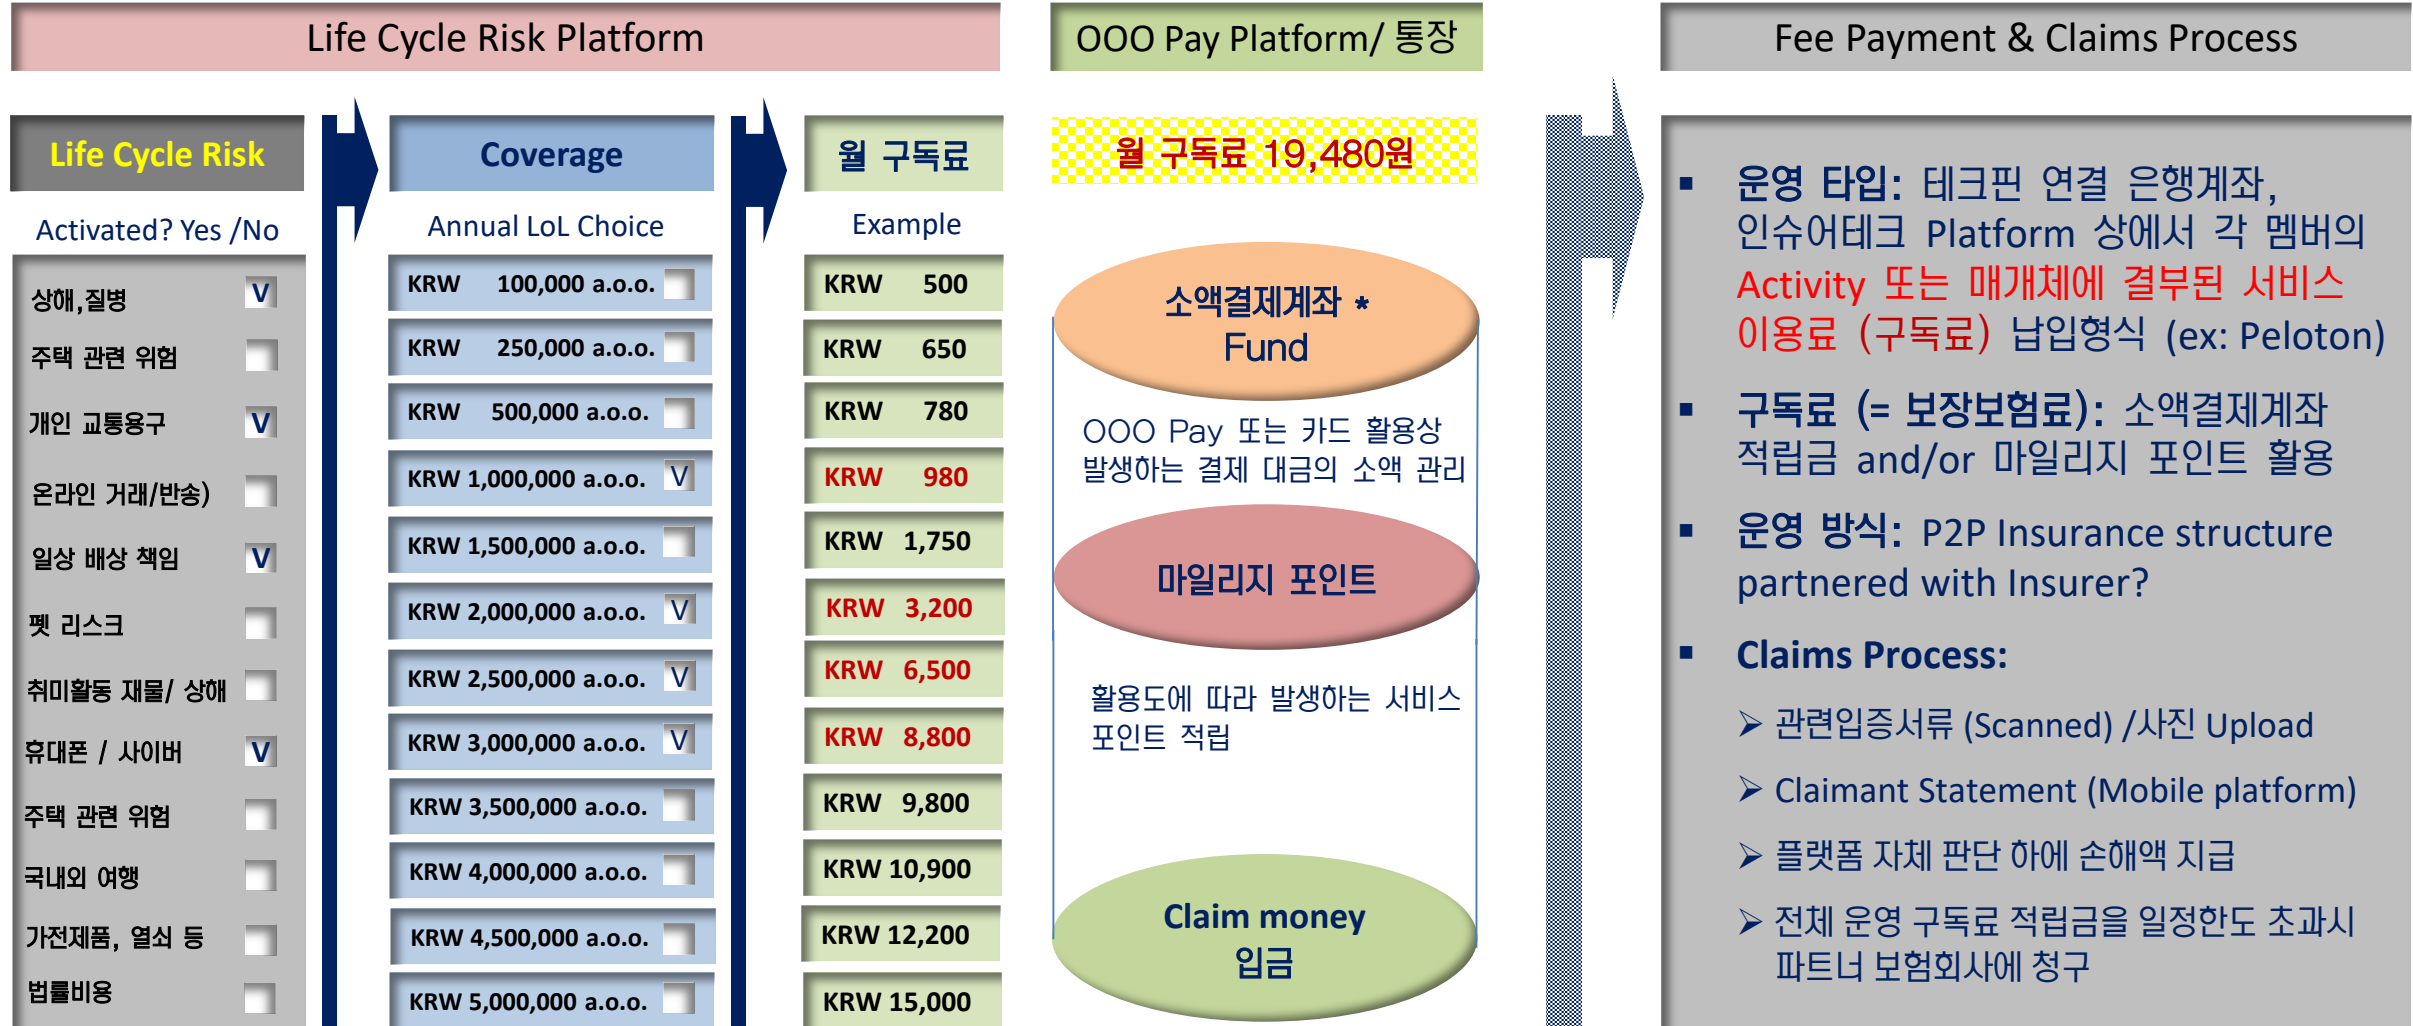 Life Cycle Risk Platform
OOO Pay Platform/ 통장
Fee Payment & Claims Process
Life Cycle Risk
Activated? Yes /No
상해,질병 V
주택 관련 위험
개인 교통용구 V
온라인 거래/반송)
일상 배상 책임 V
펫 리스크
취미활동 재물/ 상해
휴대폰 / 사이버 V
주택 관련 위험
국내외 여행
가전제품, 열쇠 등
법률비용
Coverage
Annual LoL Choice
KRW 100,000 a.o.o.
KRW 250,000 a.o.o.
KRW 500,000 a.o.o.
KRW 1,000,000 a.o.o. V
KRW 1,500,000 a.o.o.
KRW 2,000,000 a.o.o. V
KRW 2,500,000 a.o.o. V
KRW 3,000,000 a.o.o. V
KRW 3,500,000 a.o.o.
KRW 4,000,000 a.o.o.
KRW 4,500,000 a.o.o.
KRW 5,000,000 a.o.o.
월 구독료
Example
KRW 500
KRW 650
KRW 780
KRW 980
KRW 1,750
KRW 3,200
KRW 6,500
KRW 8,800
KRW 9,800
KRW 10,900
KRW 12,200
KRW 15,000
월 구독료 19,480원
소액결제계좌 *
Fund
OOO Pay 또는 카드 활용상
발생하는 결제 대금의 소액 관리
마일리지 포인트
활용도에 따라 발생하는 서비스
포인트 적립
Claim money
입금
▪ 운영 타입: 테크핀 연결 은행계좌,
인슈어테크 Platform 상에서 각 멤버의
Activity 또는 매개체에 결부된 서비스
이용료 (구독료) 납입형식 (ex: Peloton)
▪ 구독료 (= 보장보험료): 소액결제계좌
적립금 and/or 마일리지 포인트 활용
▪ 운영 방식: P2P Insurance structure
partnered with Insurer?
▪ Claims Process:
➢ 관련입증서류 (Scanned) /사진 Upload
➢ Claimant Statement (Mobile platform)
➢ 플랫폼 자체 판단 하에 손해액 지급
➢ 전체 운영 구독료 적립금을 일정한도 초과시
파트너 보험회사에 청구